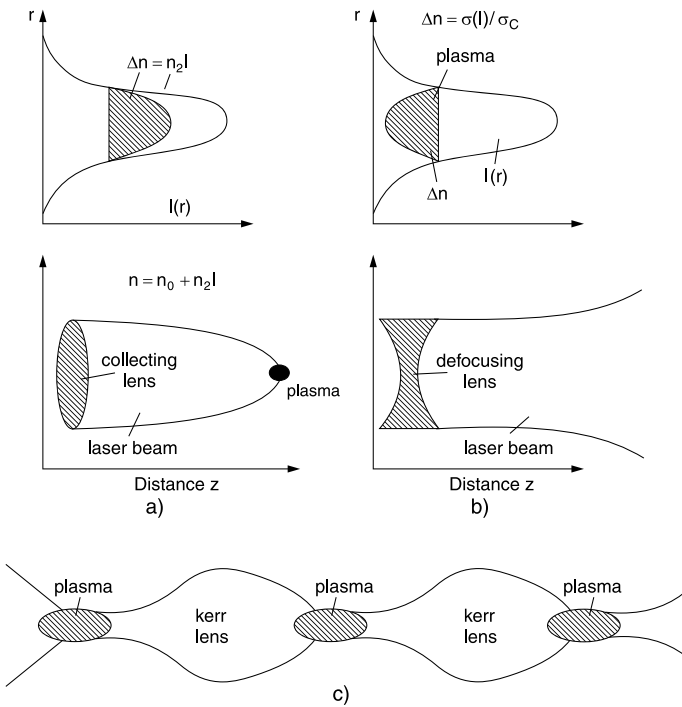 r
Δn = n₂I
I(r)
r
Δn = σ(I)/σ_C
plasma
I(r)
Δn
n = n₀ + n₂I
collecting
lens
plasma
laser beam
Distance z
a)
defocusing
lens
laser beam
Distance z
b)
plasma
kerr
lens
plasma
kerr
lens
plasma
c)